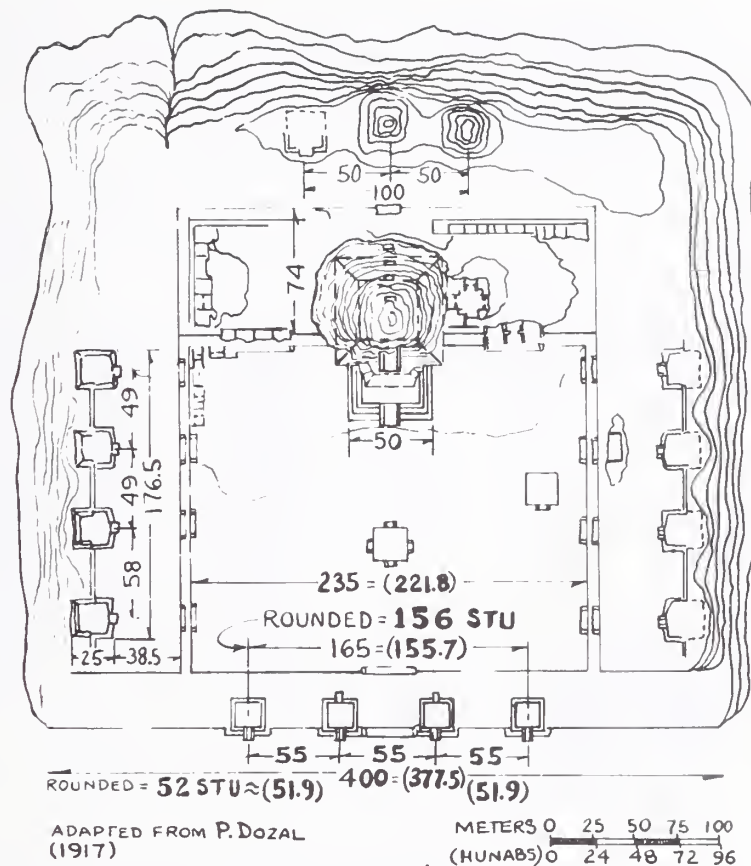 50 50
100
74
49
49
176.5
58
50
235 = (221.8)
ROUNDED = 156 STU
165 = (155.7)
25 38.5
55 55 55
ROUNDED = 52 STU ≈ (51.9) 400 = (377.5) (51.9)
ADAPTED FROM P. DOZAL
(1917)
METERS 0 25 50 75 100
(HUNABS) 0 24 48 72 96